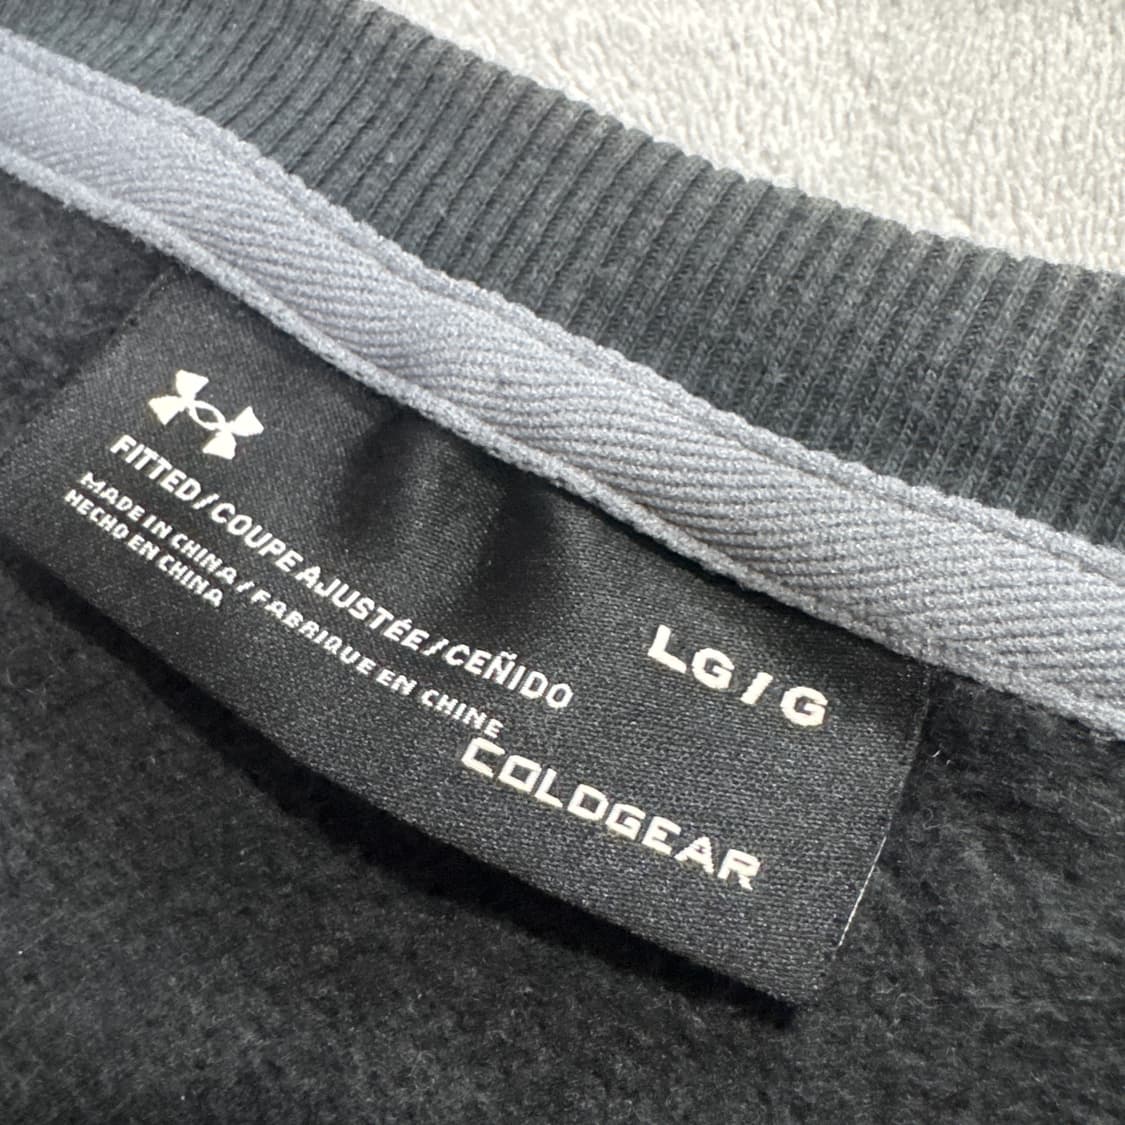 FITTED/COUPE AJUSTÉE/CEÑIDO
MADE IN CHINA/FABRIQUE EN CHINE
HECHO EN CHINA
LG/G
COLDGEAR